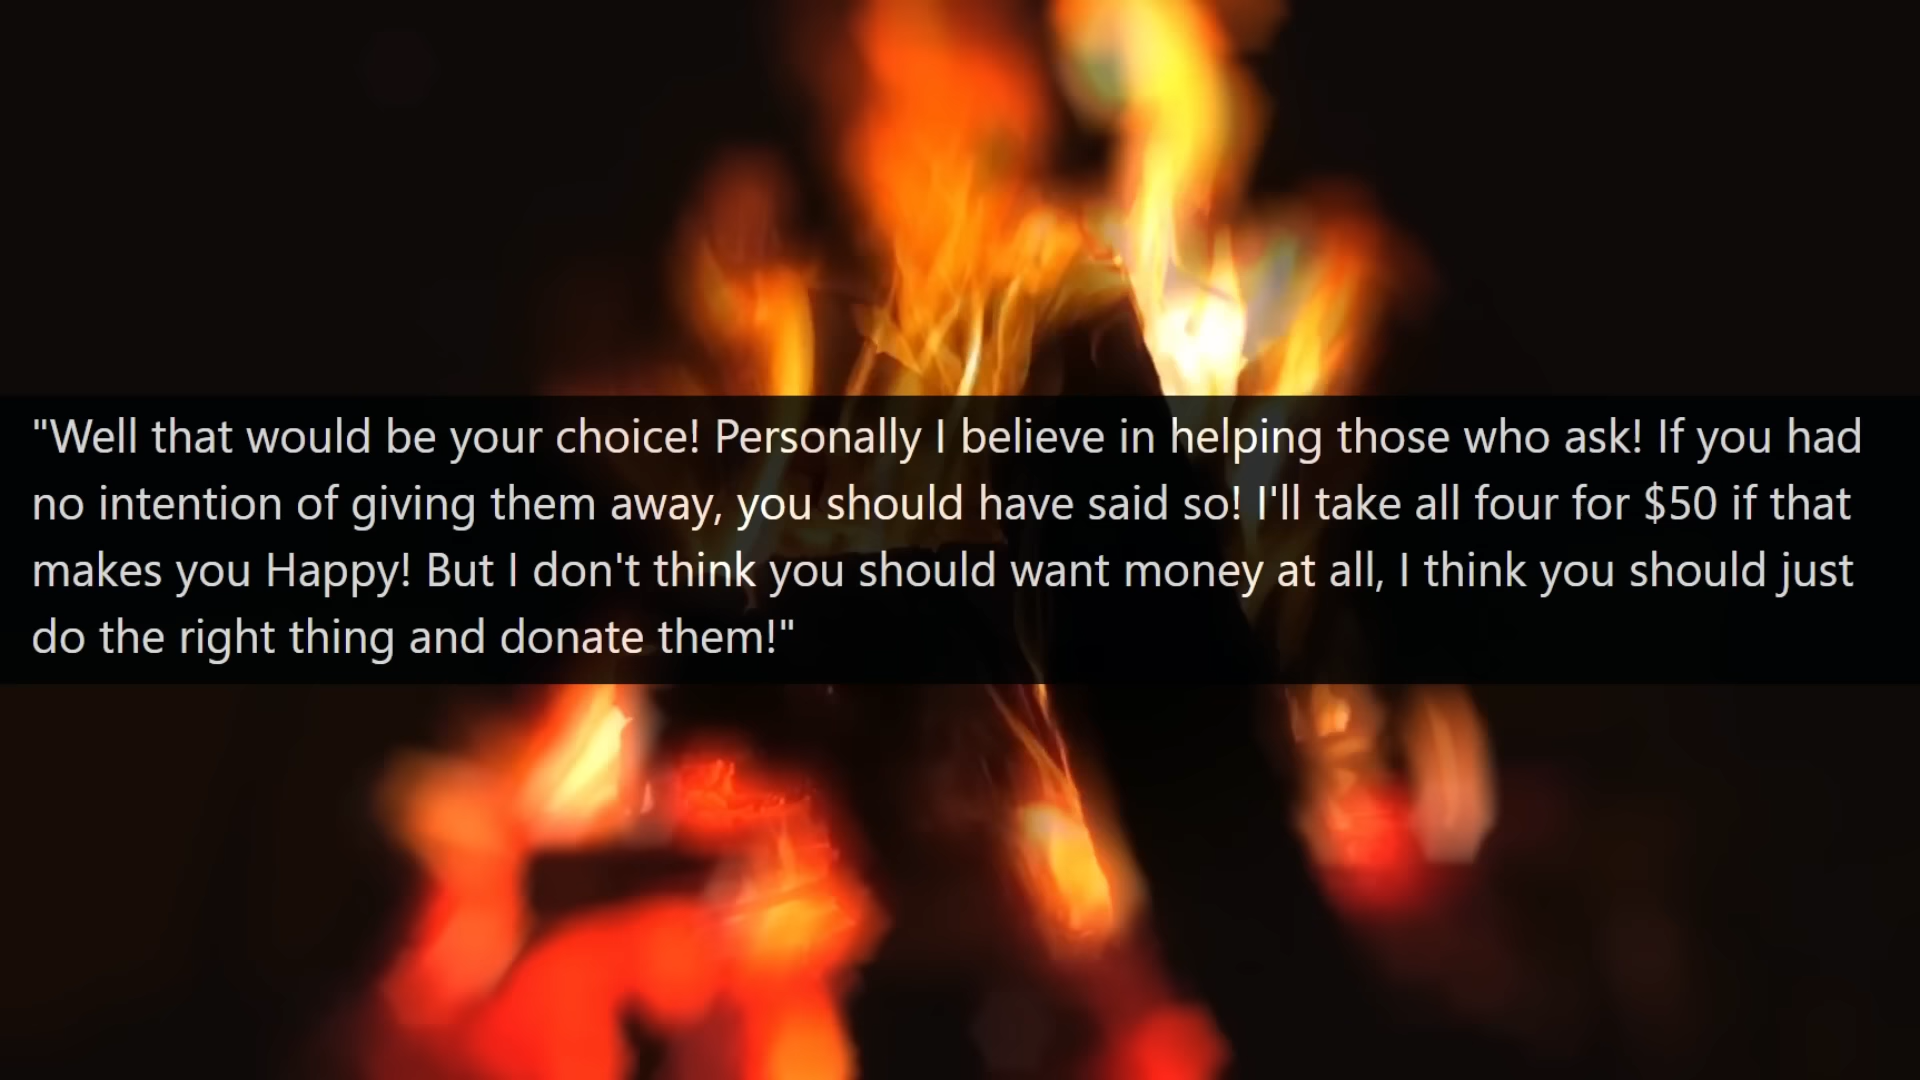 "Well that would be your choice! Personally I believe in helping those who ask! If you had
no intention of giving them away, you should have said so! I'll take all four for $50 if that
makes you Happy! But I don't think you should want money at all, I think you should just
do the right thing and donate them!"